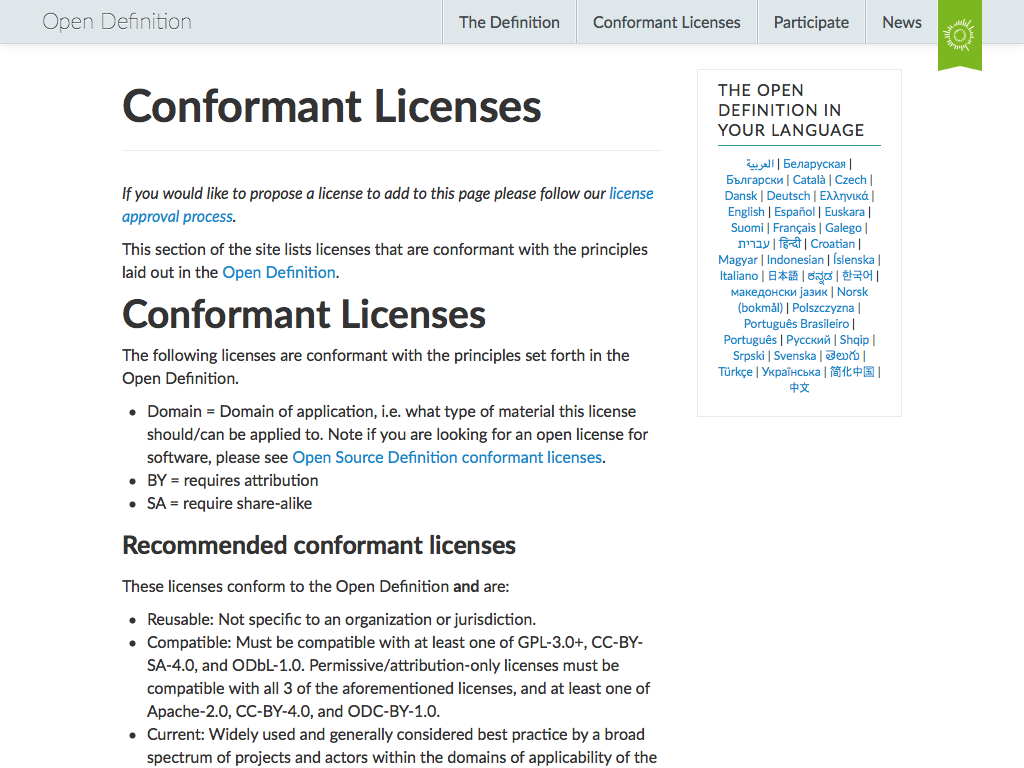 Open Definition
The Definition
Conformant Licenses
Participate
News
Conformant Licenses
If you would like to propose a license to add to this page please follow our license
approval process.
This section of the site lists licenses that are conformant with the principles
laid out in the Open Definition.
Conformant Licenses
The following licenses are conformant with the principles set forth in the
Open Definition.
• Domain = Domain of application, i.e. what type of material this license
should/can be applied to. Note if you are looking for an open license for
software, please see Open Source Definition conformant licenses.
• BY = requires attribution
• SA = require share-alike
Recommended conformant licenses
These licenses conform to the Open Definition and are:
• Reusable: Not specific to an organization or jurisdiction.
• Compatible: Must be compatible with at least one of GPL-3.0+, CC-BY-
SA-4.0, and ODbL-1.0. Permissive/attribution-only licenses must be
compatible with all 3 of the aforementioned licenses, and at least one of
Apache-2.0, CC-BY-4.0, and ODC-BY-1.0.
• Current: Widely used and generally considered best practice by a broad
spectrum of projects and actors within the domains of applicability of the
THE OPEN
DEFINITION IN
YOUR LANGUAGE
العربية | Беларуская |
Български | Català | Czech |
Dansk | Deutsch | Ελληνικά |
English | Español | Euskara |
Suomi | Français | Galego |
עברית | हिन्दी | Croatian |
Magyar | Indonesian | Íslenska |
Italiano | 日本語 | ಕನ್ನಡ | 한국어 |
македонски јазик | Norsk
(bokmål) | Polszczyzna |
Português Brasileiro |
Português | Русский | Shqip |
Srpski | Svenska | తెలుగు |
Türkçe | Українська | 简化中国 |
中文